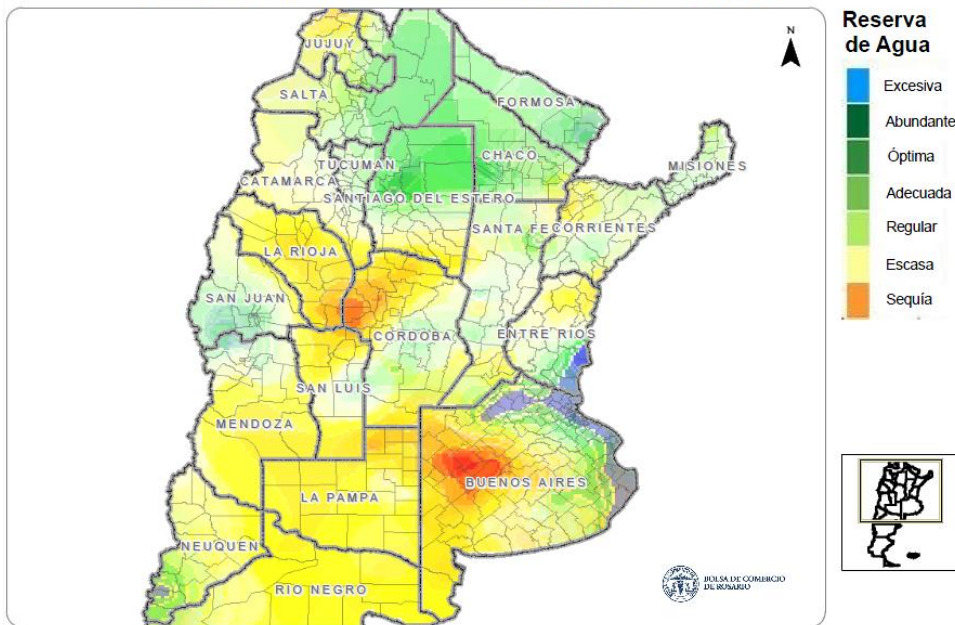 Reserva
de Agua
Excesiva
Abundante
Óptima
Adecuada
Regular
Escasa
Sequía
N
JUJUY
SALTA
FORMOSA
CHACO
MISIONES
TUCUMAN
CATAMARCA
SANTIAGO DEL ESTERO
SANTA FE
CORRIENTES
LA RIOJA
SAN JUAN
CÓRDOBA
ENTRE RIOS
SAN LUIS
MENDOZA
BUENOS AIRES
LA PAMPA
NEUQUEN
RIO NEGRO
BOLSA DE COMERCIO
DE ROSARIO